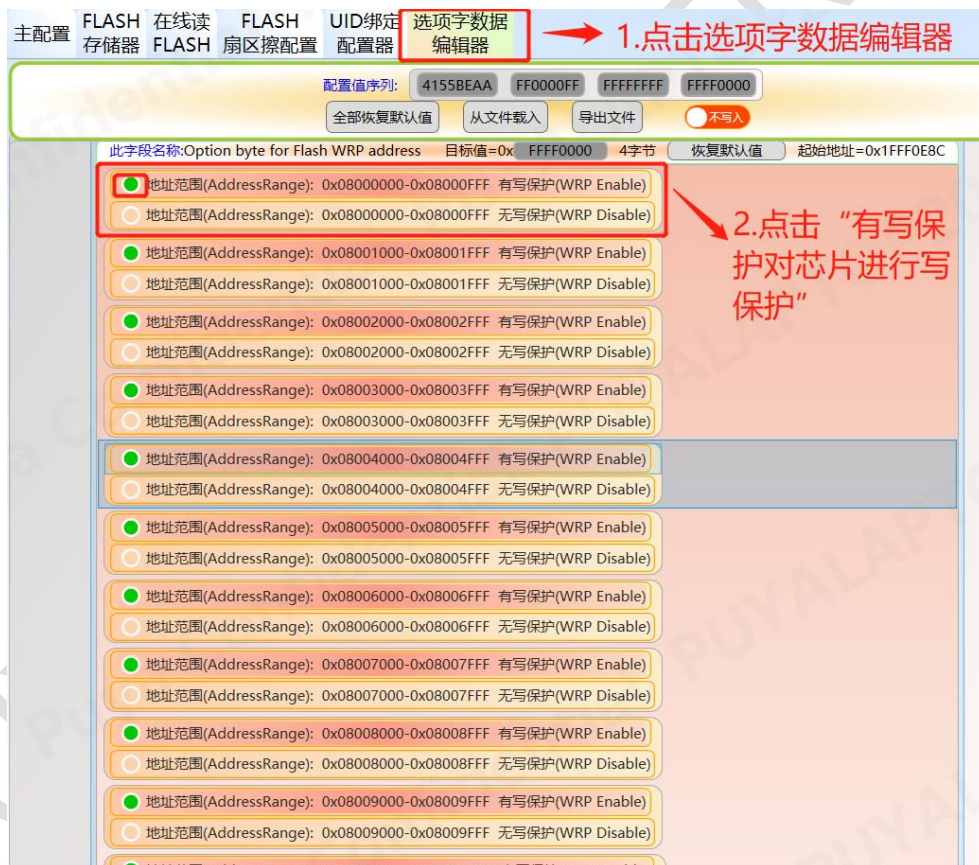 主配置 FLASH存储器 在线读FLASH FLASH扇区擦配置 UID绑定配置器 选项字数据编辑器 1.点击选项字数据编辑器
配置值序列: 4155BEAA FF0000FF FFFFFFFF FFFF0000
全部恢复默认值 从文件载入 导出文件 不写入
此字段名称:Option byte for Flash WRP address 目标值=0x FFFF0000 4字节 恢复默认值 起始地址=0x1FFF0E8C
地址范围(AddressRange): 0x08000000-0x08000FFF 有写保护(WRP Enable)
地址范围(AddressRange): 0x08000000-0x08000FFF 无写保护(WRP Disable)
2.点击“有写保
护对芯片进行写
保护”
地址范围(AddressRange): 0x08001000-0x08001FFF 有写保护(WRP Enable)
地址范围(AddressRange): 0x08001000-0x08001FFF 无写保护(WRP Disable)
地址范围(AddressRange): 0x08002000-0x08002FFF 有写保护(WRP Enable)
地址范围(AddressRange): 0x08002000-0x08002FFF 无写保护(WRP Disable)
地址范围(AddressRange): 0x08003000-0x08003FFF 有写保护(WRP Enable)
地址范围(AddressRange): 0x08003000-0x08003FFF 无写保护(WRP Disable)
地址范围(AddressRange): 0x08004000-0x08004FFF 有写保护(WRP Enable)
地址范围(AddressRange): 0x08004000-0x08004FFF 无写保护(WRP Disable)
地址范围(AddressRange): 0x08005000-0x08005FFF 有写保护(WRP Enable)
地址范围(AddressRange): 0x08005000-0x08005FFF 无写保护(WRP Disable)
地址范围(AddressRange): 0x08006000-0x08006FFF 有写保护(WRP Enable)
地址范围(AddressRange): 0x08006000-0x08006FFF 无写保护(WRP Disable)
地址范围(AddressRange): 0x08007000-0x08007FFF 有写保护(WRP Enable)
地址范围(AddressRange): 0x08007000-0x08007FFF 无写保护(WRP Disable)
地址范围(AddressRange): 0x08008000-0x08008FFF 有写保护(WRP Enable)
地址范围(AddressRange): 0x08008000-0x08008FFF 无写保护(WRP Disable)
地址范围(AddressRange): 0x08009000-0x08009FFF 有写保护(WRP Enable)
地址范围(AddressRange): 0x08009000-0x08009FFF 无写保护(WRP Disable)